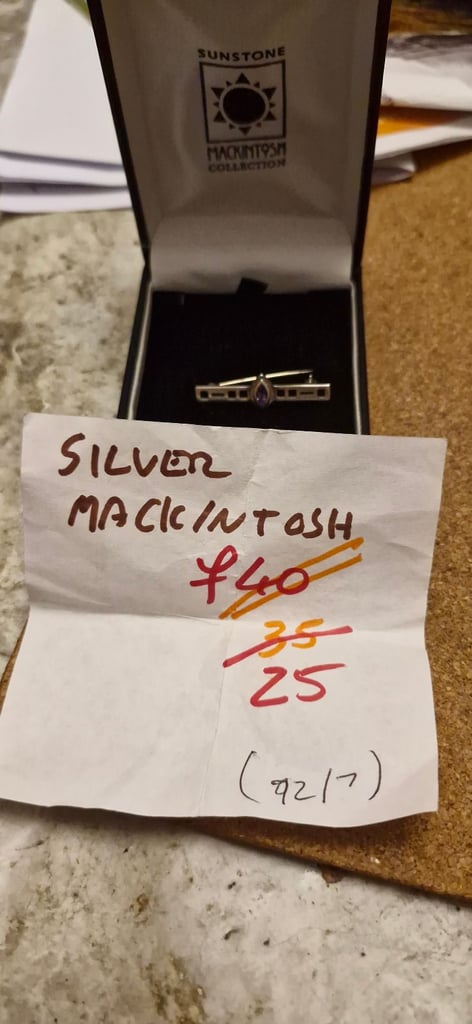 SUNSTONE
MACKINTOSH
COLLECTION
SILVER
MACKINTOSH
£40
35
25
(92/7)